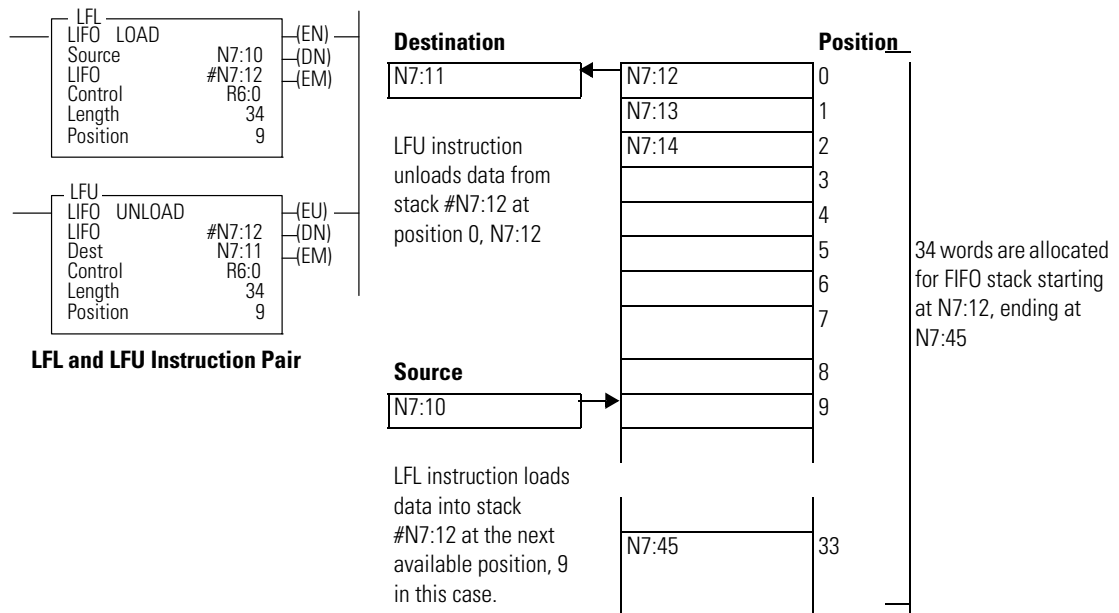 LFL
LIFO LOAD
Source N7:10
LIFO #N7:12
Control R6:0
Length 34
Position 9
(EN)
(DN)
(EM)
LFU
LIFO UNLOAD
LIFO #N7:12
Dest N7:11
Control R6:0
Length 34
Position 9
(EU)
(DN)
(EM)
LFL and LFU Instruction Pair
Destination
N7:11
LFU instruction
unloads data from
stack #N7:12 at
position 0, N7:12
Source
N7:10
LFL instruction loads
data into stack
#N7:12 at the next
available position, 9
in this case.
Position
N7:12 0
N7:13 1
N7:14 2
3
4
5
6
7
8
9
N7:45 33
34 words are allocated
for FIFO stack starting
at N7:12, ending at
N7:45